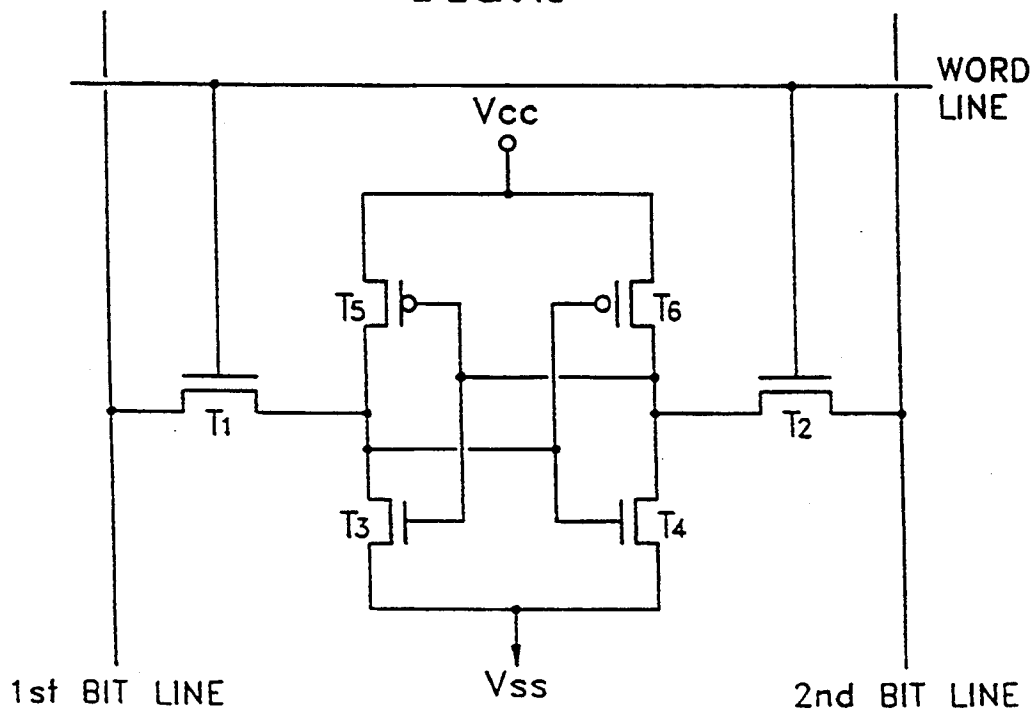 WORD
LINE
Vcc
T5
T6
T1
T2
T3
T4
Vss
1st BIT LINE
2nd BIT LINE